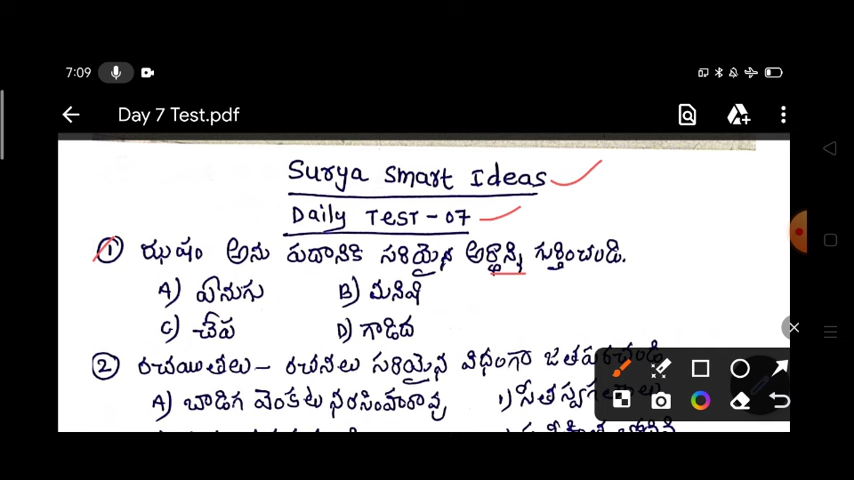 7:09
Day 7 Test.pdf
Surya Smart Ideas
Daily TEST-07
① ఝషం అను పదానికి సరియైన అర్థాన్ని గుర్తించండి.
A) ఏనుగు B) మనిషి
C) చేప D) గాడిద
② రచయితలు - రచనలు సరియైన విధంగా జతపరచండి
A) బాడిగ వెంకట నరసింహారావు 1)